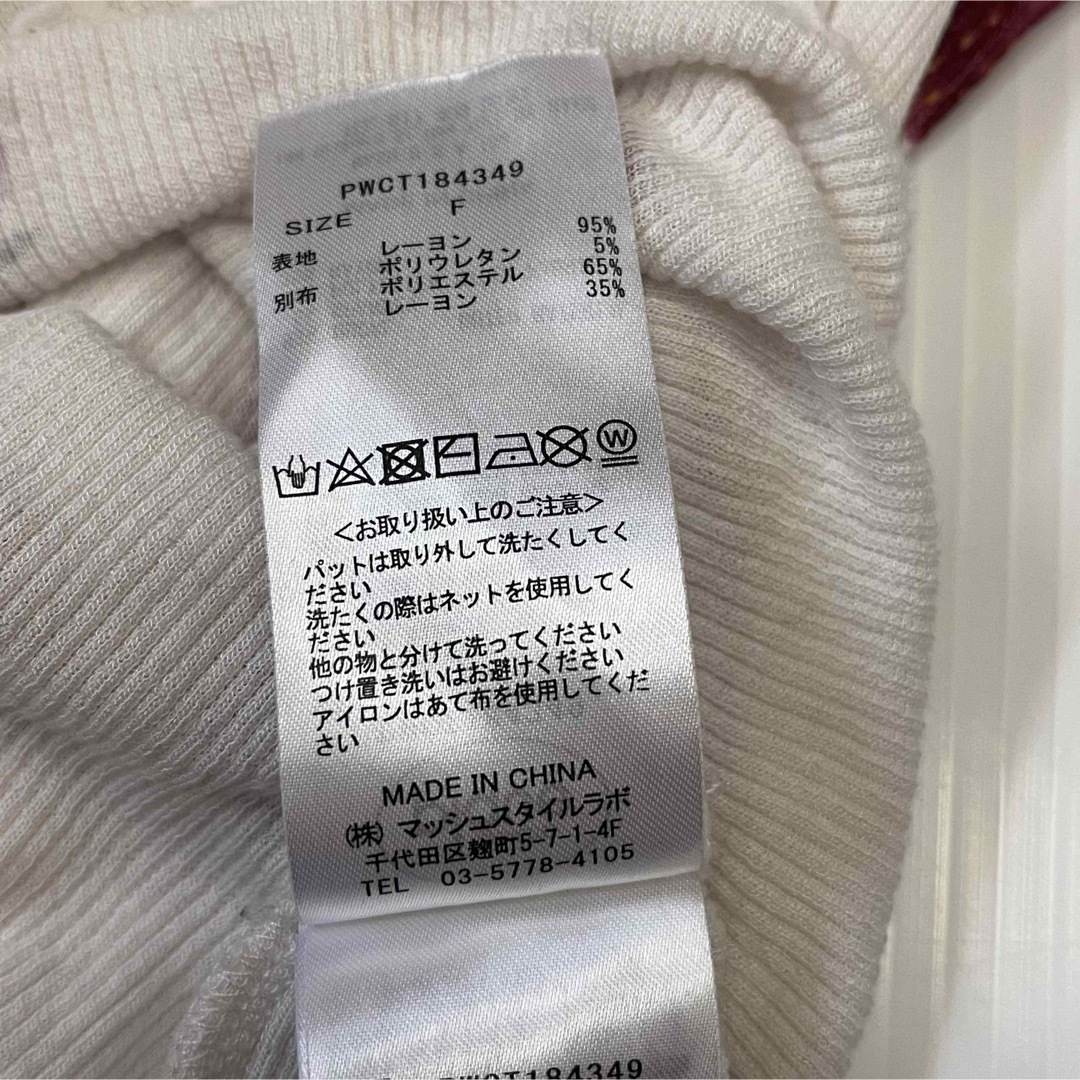 PWCT184349
SIZE F
表地 レーヨン 95%
ポリウレタン 5%
別布 ポリエステル 65%
レーヨン 35%
W
<お取り扱い上のご注意>
パットは取り外して洗たくしてく
ださい
洗たくの際はネットを使用してく
ださい
他の物と分けて洗ってください
つけ置き洗いはお避けください
アイロンはあて布を使用してくだ
さい
MADE IN CHINA
(株) マッシュスタイルラボ
千代田区麹町5-7-1-4F
TEL 03-5778-4105
PWCT184349